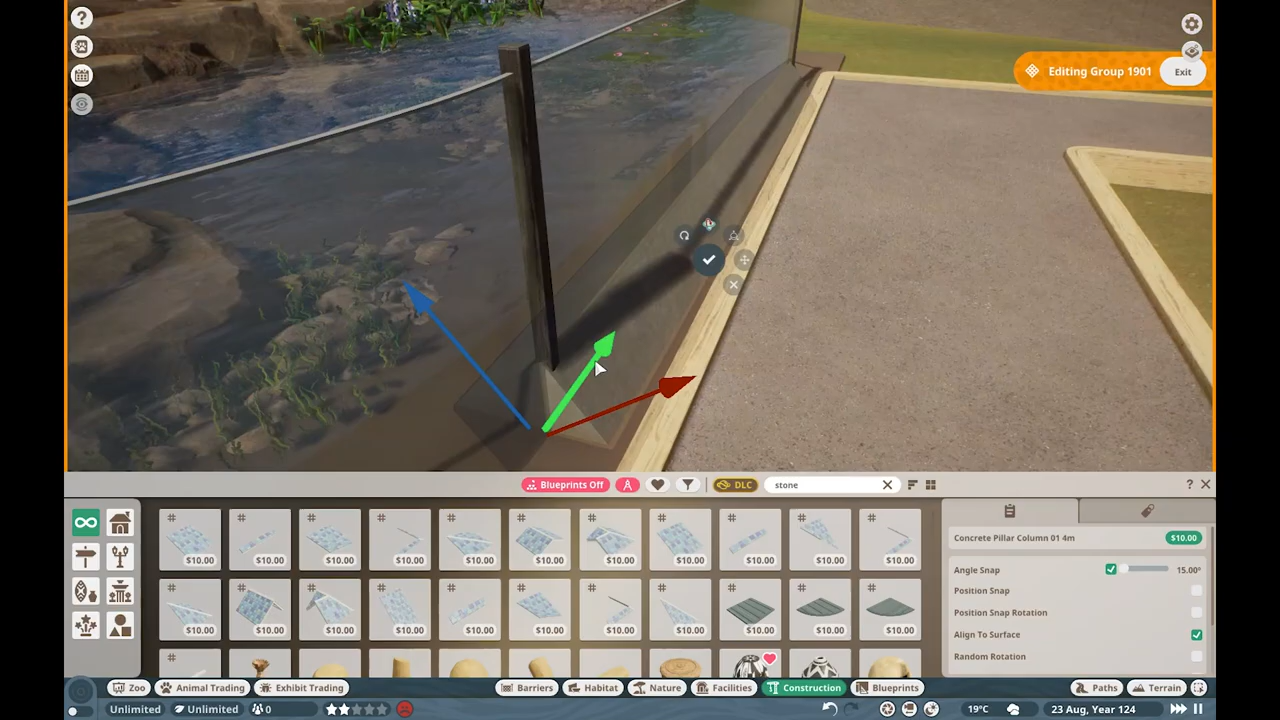 ?
Editing Group 1901 Exit
Blueprints Off DLC stone
?
$10.00 $10.00 $10.00 $10.00 $10.00 $10.00 $10.00 $10.00 $10.00 $10.00 $10.00
$10.00 $10.00 $10.00 $10.00 $10.00 $10.00 $10.00 $10.00 $10.00 $10.00 $10.00
Concrete Pillar Column 01 4m $10.00
Angle Snap 15.00°
Position Snap
Position Snap Rotation
Align To Surface
Random Rotation
Zoo Animal Trading Exhibit Trading Barriers Habitat Nature Facilities Construction Blueprints Paths Terrain
Unlimited Unlimited 0 19°C 23 Aug, Year 124